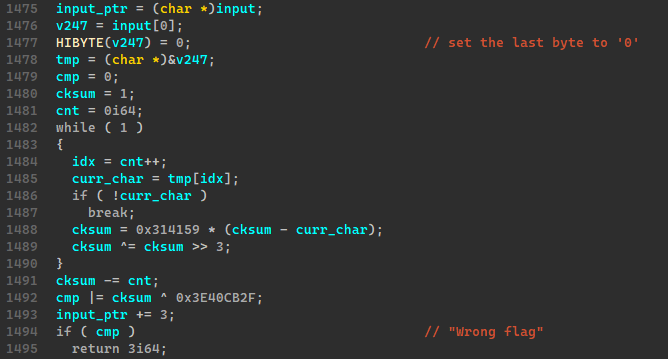 1475 input_ptr = (char *)input;
1476 v247 = input[0];
1477 HIBYTE(v247) = 0; // set the last byte to '0'
1478 tmp = (char *)&v247;
1479 cmp = 0;
1480 cksum = 1;
1481 cnt = 0i64;
1482 while ( 1 )
1483 {
1484 idx = cnt++;
1485 curr_char = tmp[idx];
1486 if ( !curr_char )
1487 break;
1488 cksum = 0x314159 * (cksum - curr_char);
1489 cksum ^= cksum >> 3;
1490 }
1491 cksum -= cnt;
1492 cmp |= cksum ^ 0x3E40CB2F;
1493 input_ptr += 3;
1494 if ( cmp ) // "Wrong flag"
1495 return 3i64;